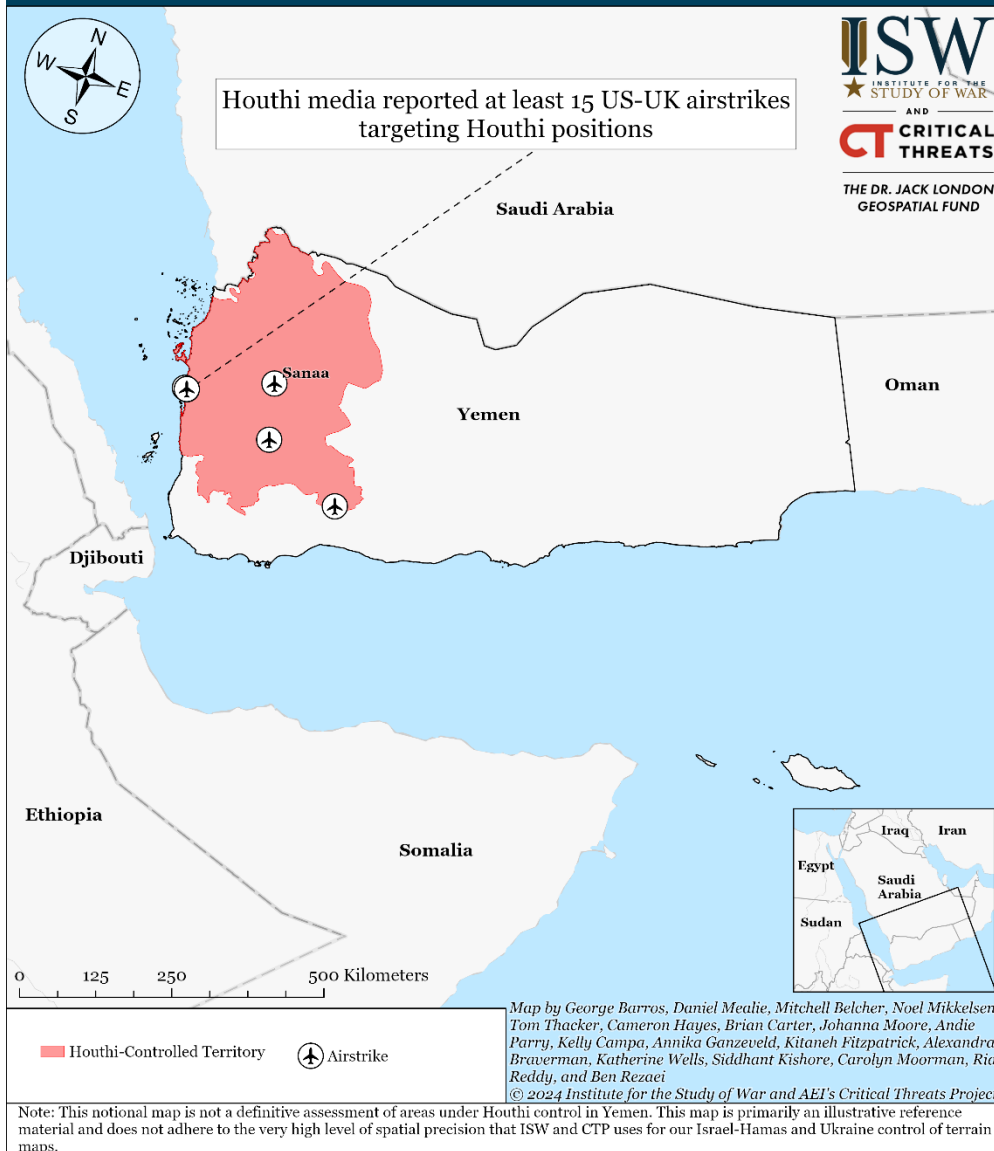 N
W
E
S
ISW
INSTITUTE FOR THE
STUDY OF WAR
AND
CT CRITICAL
THREATS
THE DR. JACK LONDON
GEOSPATIAL FUND
Houthi media reported at least 15 US-UK airstrikes
targeting Houthi positions
Saudi Arabia
Sanaa
Oman
Yemen
Djibouti
Ethiopia
Somalia
Iraq
Iran
Egypt
Saudi
Arabia
Sudan
0 125 250 500 Kilometers
Houthi-Controlled Territory
Airstrike
Map by George Barros, Daniel Mealie, Mitchell Belcher, Noel Mikkelsen
Tom Thacker, Cameron Hayes, Brian Carter, Johanna Moore, Andie
Parry, Kelly Campa, Annika Ganzeveld, Kitaneh Fitzpatrick, Alexandra
Braverman, Katherine Wells, Siddhant Kishore, Carolyn Moorman, Ria
Reddy, and Ben Rezaei
© 2024 Institute for the Study of War and AEI's Critical Threats Projec
Note: This notional map is not a definitive assessment of areas under Houthi control in Yemen. This map is primarily an illustrative reference
material and does not adhere to the very high level of spatial precision that ISW and CTP uses for our Israel-Hamas and Ukraine control of terrain
maps.